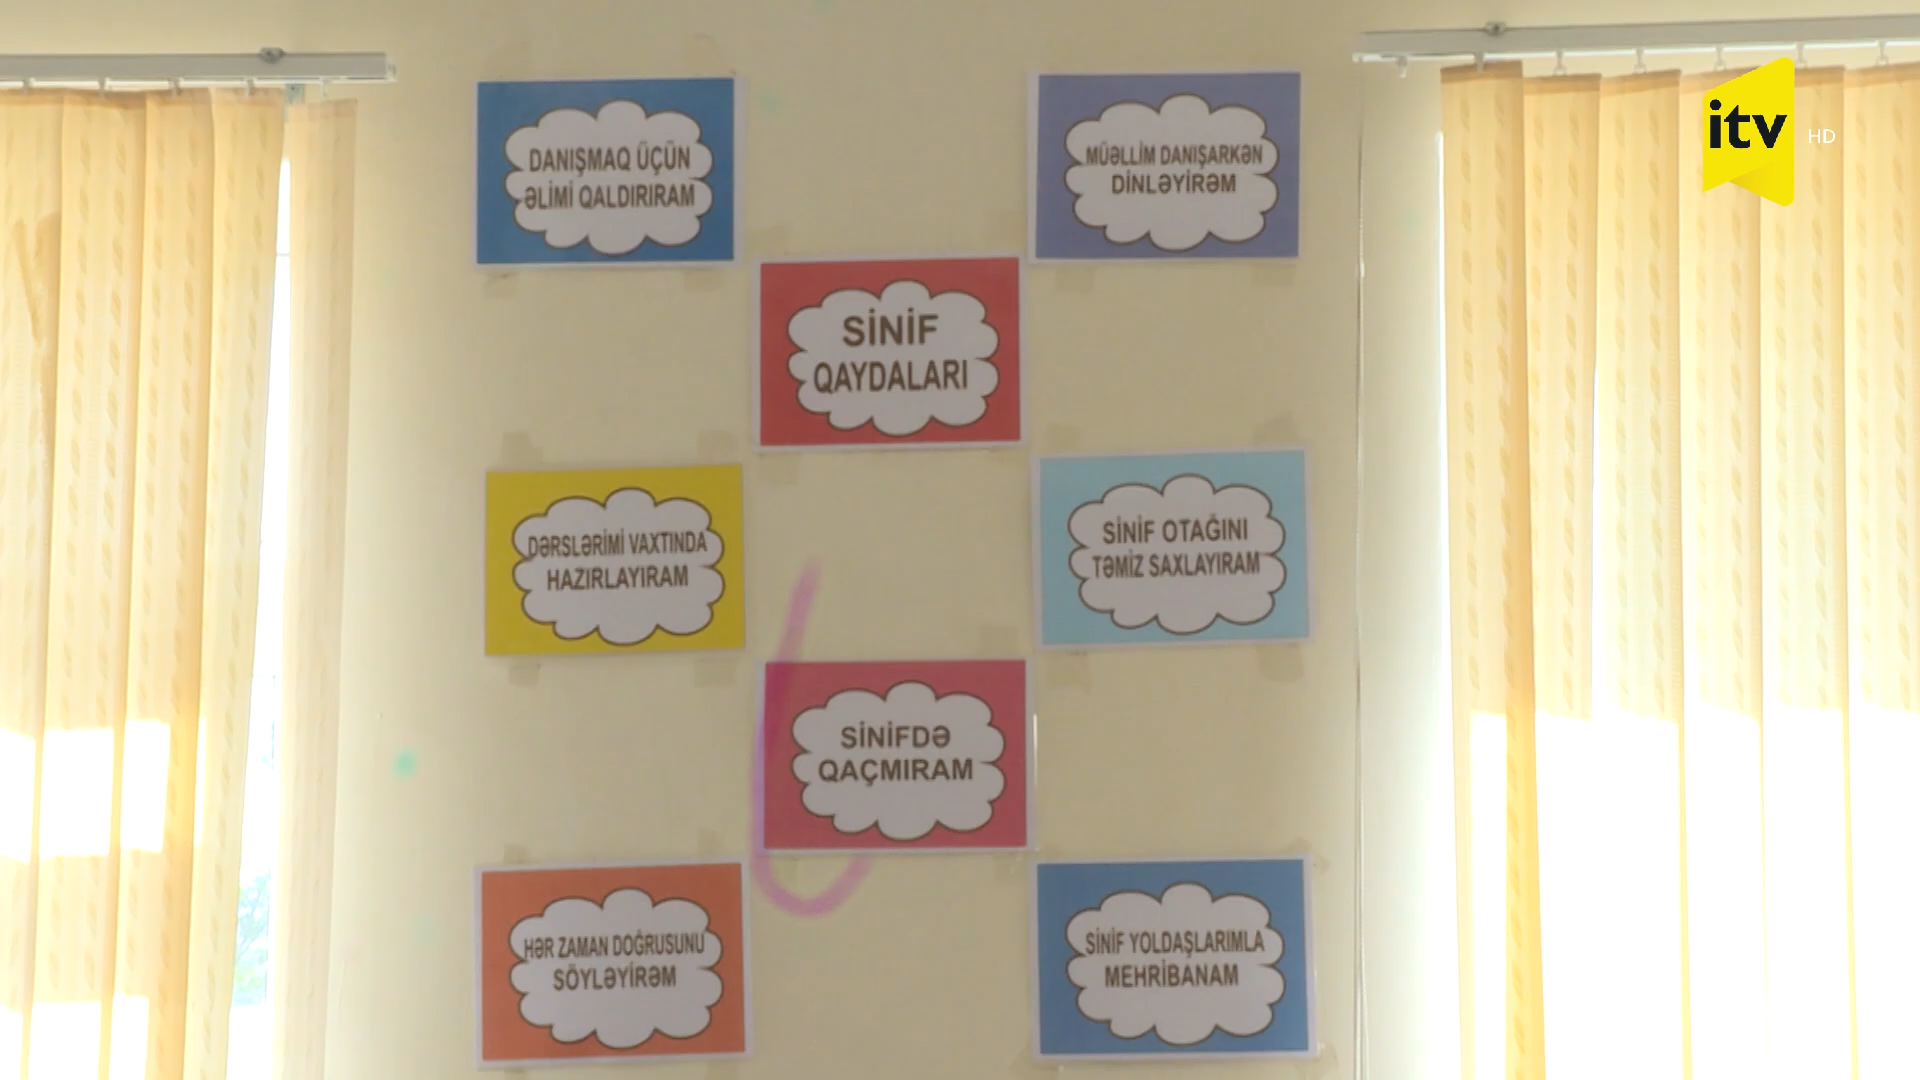 DANIŞMAQ ÜÇÜN
ƏLİMİ QALDIRIRAM
MÜƏLLİM DANIŞARKƏN
DİNLƏYİRƏM
itv HD
SİNİF
QAYDALARI
DƏRSLƏRİMİ VAXTINDA
HAZIRLAYIRAM
SİNİF OTAĞINI
TƏMİZ SAXLAYIRAM
SİNİFDƏ
QAÇMIRAM
HƏR ZAMAN DOĞRUSUNU
SÖYLƏYİRƏM
SİNİF YOLDAŞLARIMLA
MEHRİBANAM